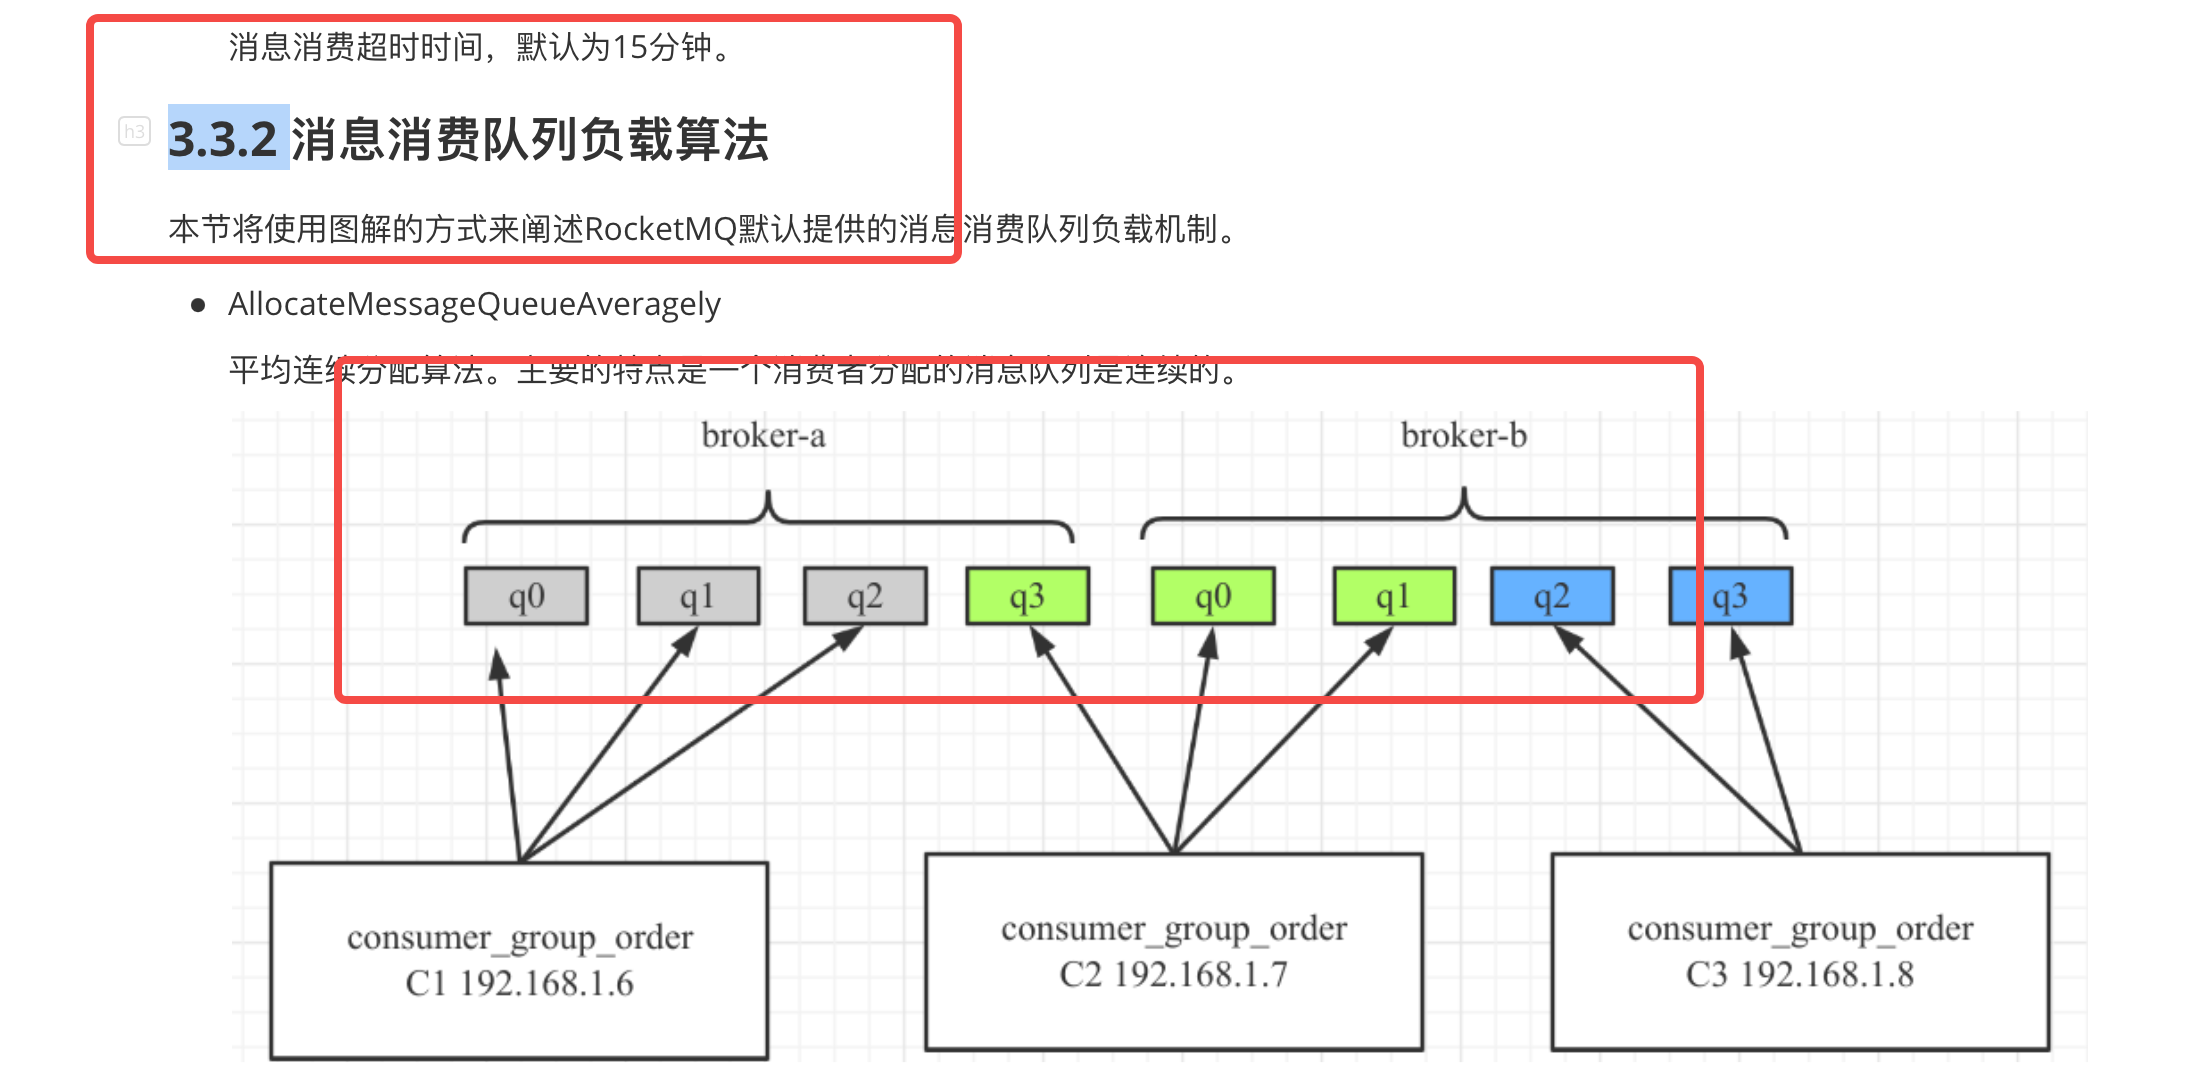 消息消费超时时间，默认为15分钟。
h3
3.3.2 消息消费队列负载算法
本节将使用图解的方式来阐述RocketMQ默认提供的消息消费队列负载机制。
● AllocateMessageQueueAveragely
平均连续分配算法。主要的特点是一个消费者分配的消息队列是连续的。
broker-a broker-b
q0 q1 q2 q3 q0 q1 q2 q3
consumer_group_order
C1 192.168.1.6
consumer_group_order
C2 192.168.1.7
consumer_group_order
C3 192.168.1.8